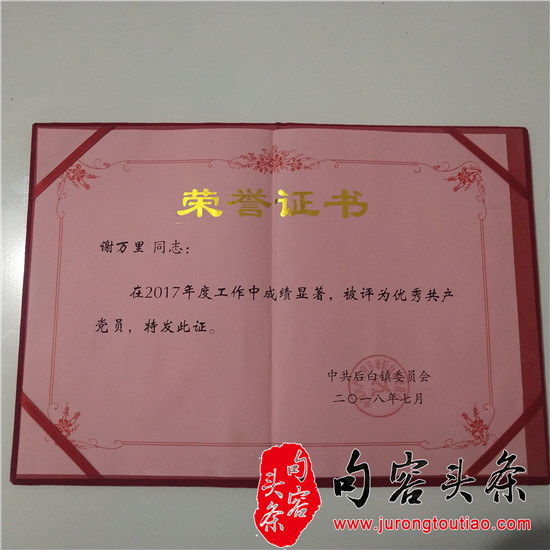 荣誉证书
谢万里 同志：
在2017年度工作中成绩显著，被评为优秀共产
党员，特发此证。
中共后白镇委员会
二〇一八年七月
句容头条
句容头条
www.jurongtoutiao.com